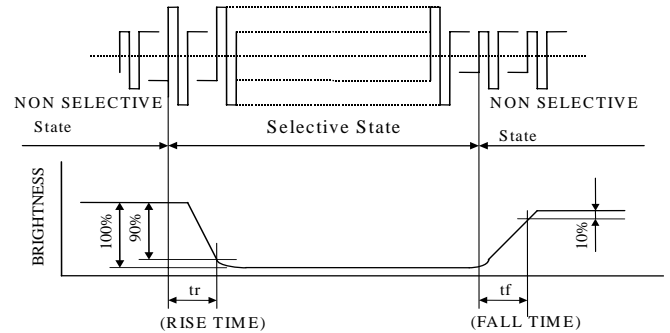 NON SELECTIVE
NON SELECTIVE
State
Selective State
State
BRIGHTNESS
100%
90%
10%
tr
tf
(RISE TIME)
(FALL TIME)